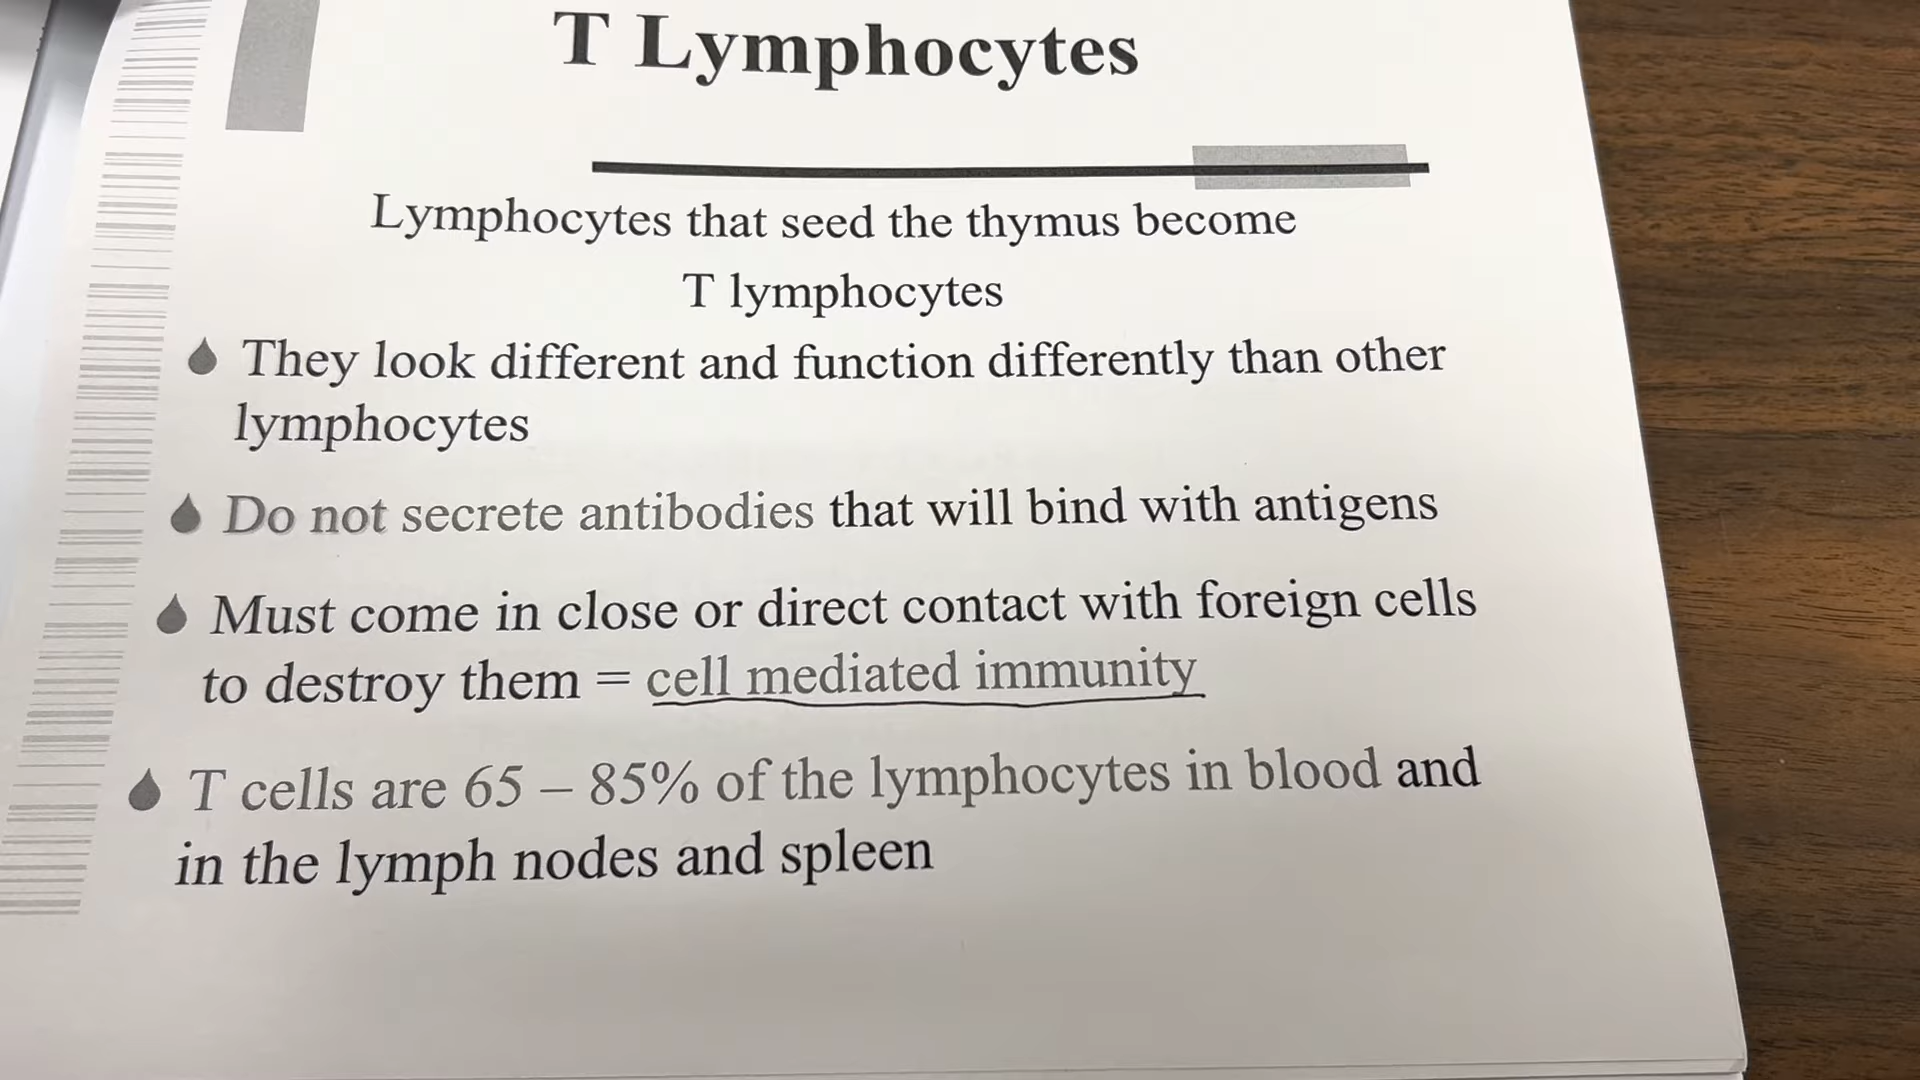 T Lymphocytes
Lymphocytes that seed the thymus become
T lymphocytes
They look different and function differently than other
lymphocytes
Do not secrete antibodies that will bind with antigens
Must come in close or direct contact with foreign cells
to destroy them = cell mediated immunity
T cells are 65 – 85% of the lymphocytes in blood and
in the lymph nodes and spleen